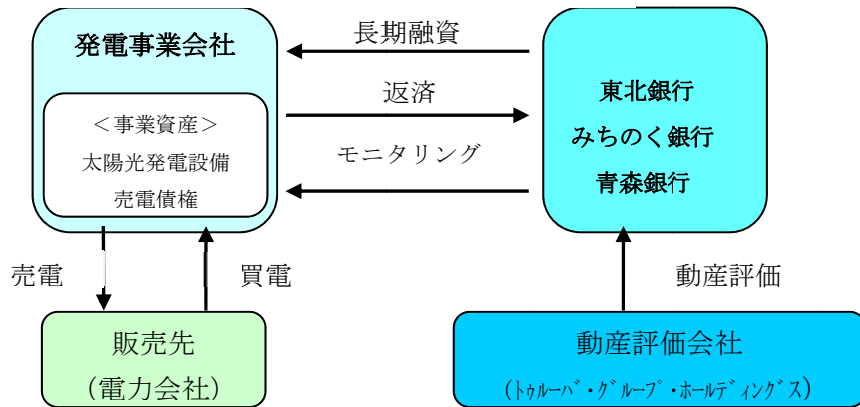 発電事業会社
長期融資
返済
モニタリング
＜事業資産＞
太陽光発電設備
売電債権
東北銀行
みちのく銀行
青森銀行
売電
買電
動産評価
販売先
（電力会社）
動産評価会社
（ﾄｩﾙｰﾊﾞ・ｸﾞﾙｰﾌﾟ・ﾎｰﾙﾃﾞｨﾝｸﾞｽ）